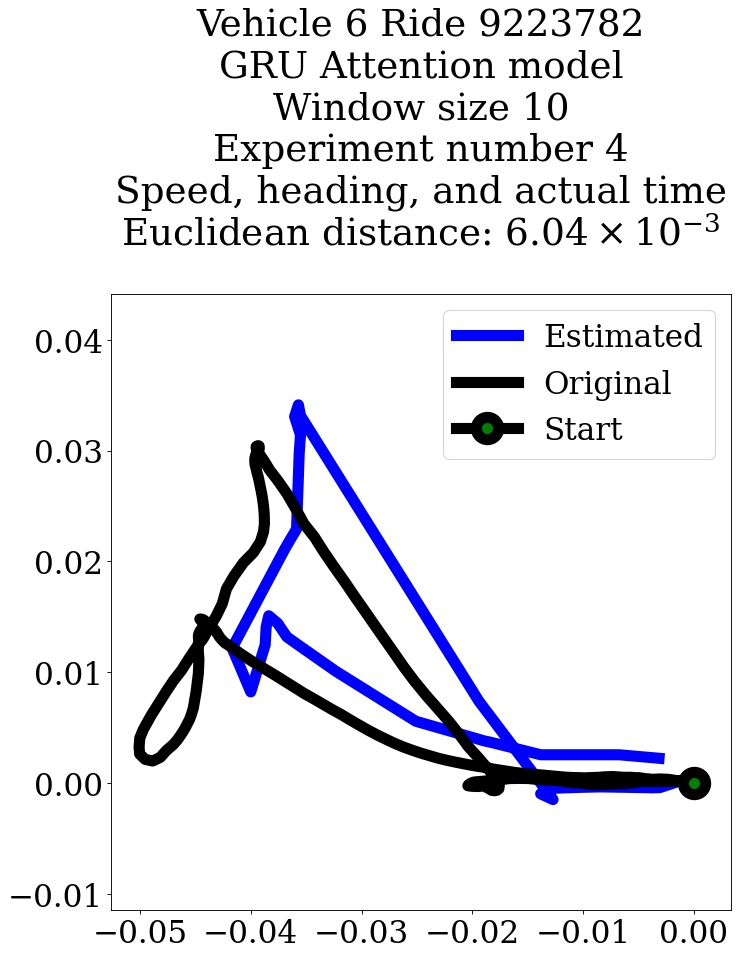 Vehicle 6 Ride 9223782
GRU Attention model
Window size 10
Experiment number 4
Speed, heading, and actual time
Euclidean distance: 6.04 × 10⁻³
Estimated
Original
Start
0.04
0.03
0.02
0.01
0.00
−0.01
−0.05 −0.04 −0.03 −0.02 −0.01 0.00